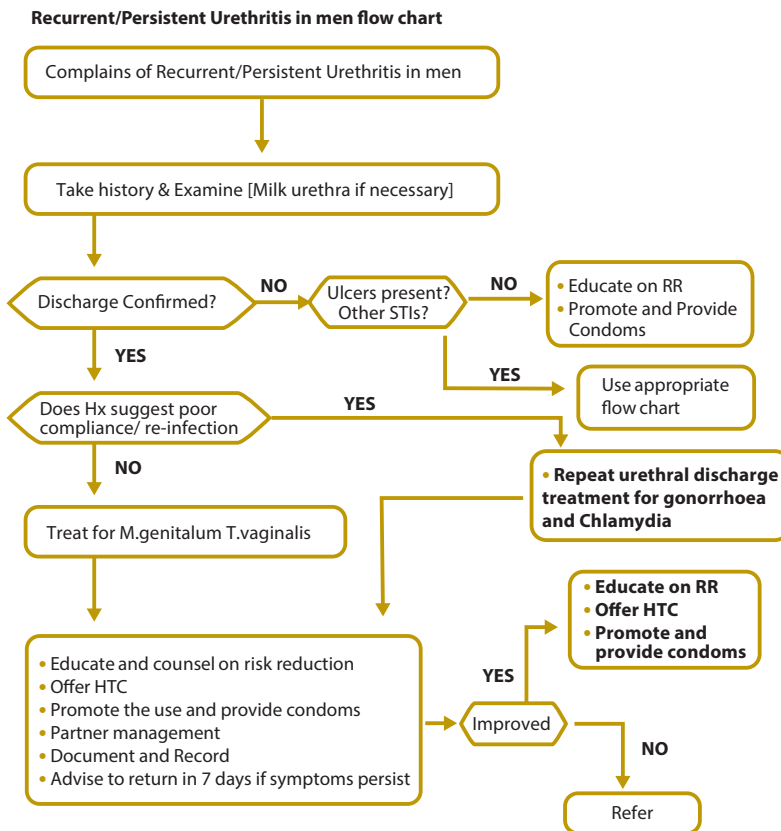 Recurrent/Persistent Urethritis in men flow chart
Complains of Recurrent/Persistent Urethritis in men
Take history & Examine [Milk urethra if necessary]
Discharge Confirmed?
NO
Ulcers present?
Other STIs?
NO
• Educate on RR
• Promote and Provide
Condoms
YES
YES
Use appropriate
flow chart
Does Hx suggest poor
compliance/ re-infection
YES
NO
• Repeat urethral discharge
treatment for gonorrhoea
and Chlamydia
Treat for M.genitalum T.vaginalis
• Educate and counsel on risk reduction
• Offer HTC
• Promote the use and provide condoms
• Partner management
• Document and Record
• Advise to return in 7 days if symptoms persist
Improved
YES
• Educate on RR
• Offer HTC
• Promote and
provide condoms
NO
Refer